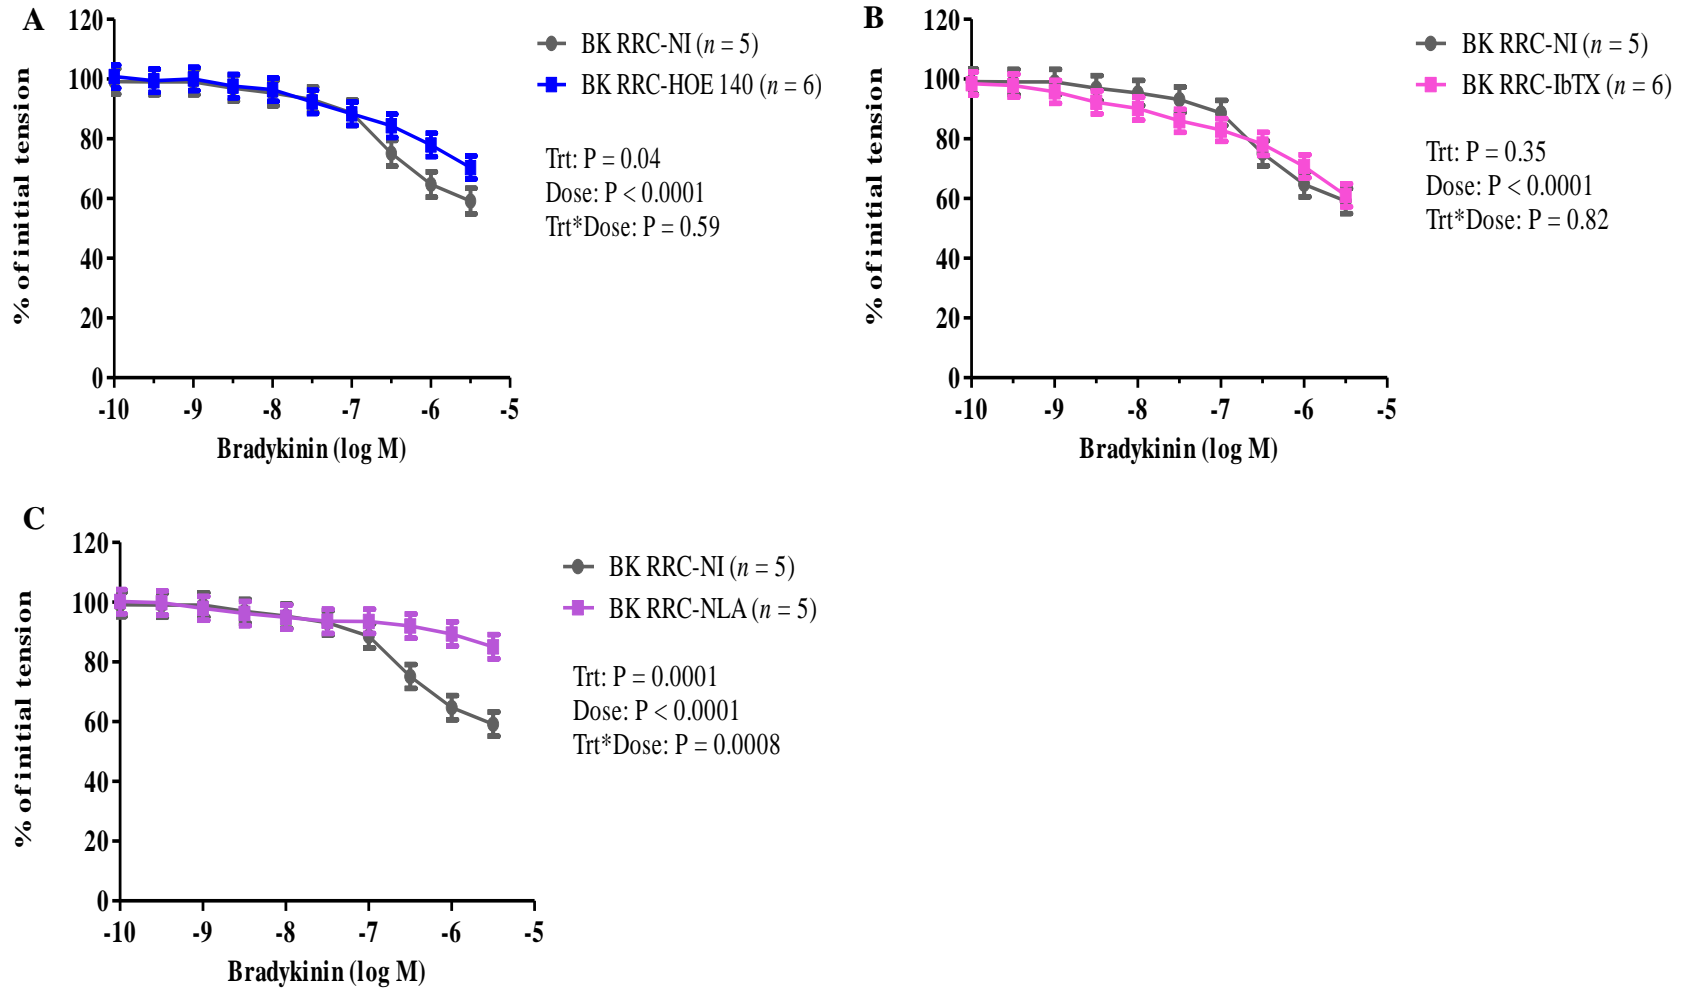 A
120
100
80
60
40
20
0
-10 -9 -8 -7 -6 -5
% of initial tension
Bradykinin (log M)
BK RRC-NI (n = 5)
BK RRC-HOE 140 (n = 6)
Trt: P = 0.04
Dose: P < 0.0001
Trt*Dose: P = 0.59
B
120
100
80
60
40
20
0
-10 -9 -8 -7 -6 -5
% of initial tension
Bradykinin (log M)
BK RRC-NI (n = 5)
BK RRC-IbTX (n = 6)
Trt: P = 0.35
Dose: P < 0.0001
Trt*Dose: P = 0.82
C
120
100
80
60
40
20
0
-10 -9 -8 -7 -6 -5
% of initial tension
Bradykinin (log M)
BK RRC-NI (n = 5)
BK RRC-NLA (n = 5)
Trt: P = 0.0001
Dose: P < 0.0001
Trt*Dose: P = 0.0008